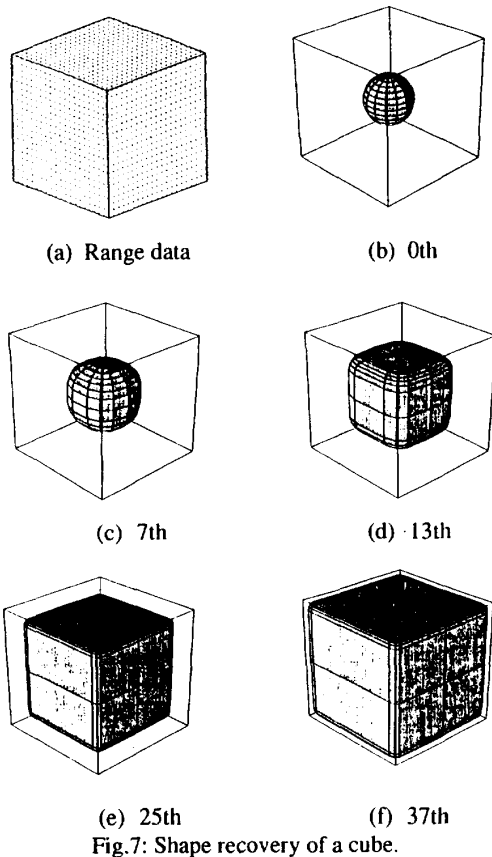 (a) Range data
(b) 0th
(c) 7th
(d) 13th
(e) 25th
(f) 37th
Fig.7: Shape recovery of a cube.